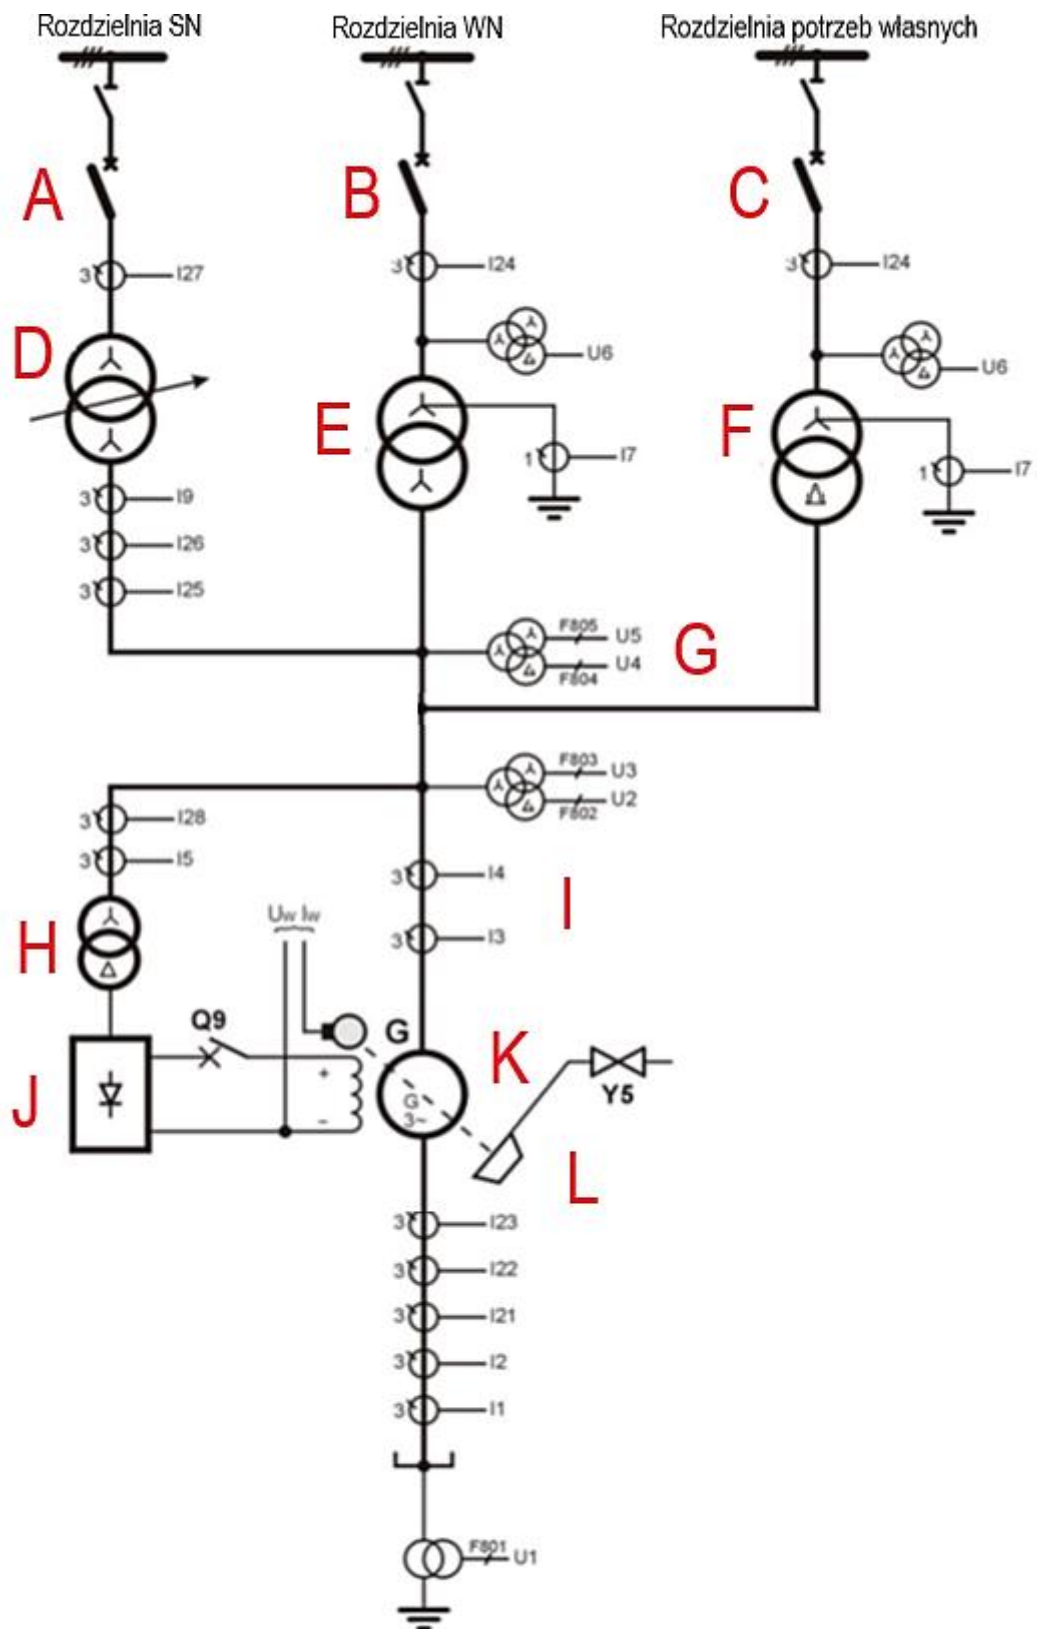 Rozdzielnia SN
Rozdzielnia WN
Rozdzielnia potrzeb własnych
A
B
C
3 I27
3 I24
3 I24
D
U6
U6
E
F
1 I7
1 I7
3 I9
3 I26
3 I25
F805 U5
U4
F804
G
F803 U3
U2
F802
3 I28
3 I5
3 I4
3 I3
I
H
Uw Iw
Q9
G
K
J
+
-
G
3~
Y5
L
3 I23
3 I22
3 I21
3 I2
3 I1
F801 U1